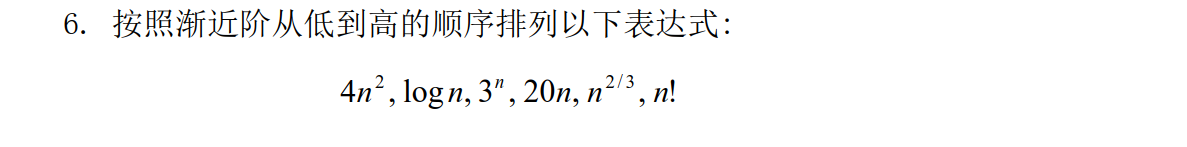 6. 按照渐近阶从低到高的顺序排列以下表达式：
4n², log n, 3ⁿ, 20n, n^{2/3}, n!